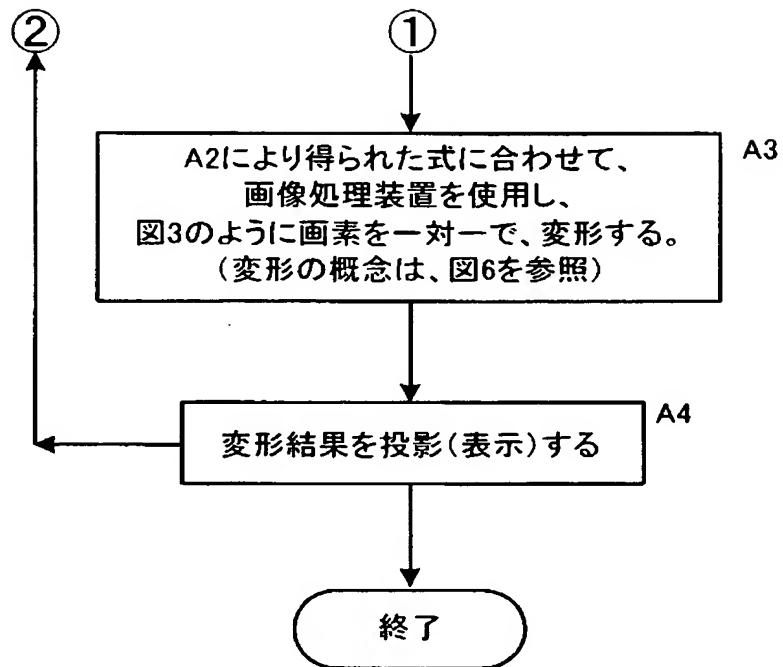 ② ①
A3
A2により得られた式に合わせて、
画像処理装置を使用し、
図3のように画素を一対一で、変形する。
(変形の概念は、図6を参照)
A4
変形結果を投影(表示)する
終了